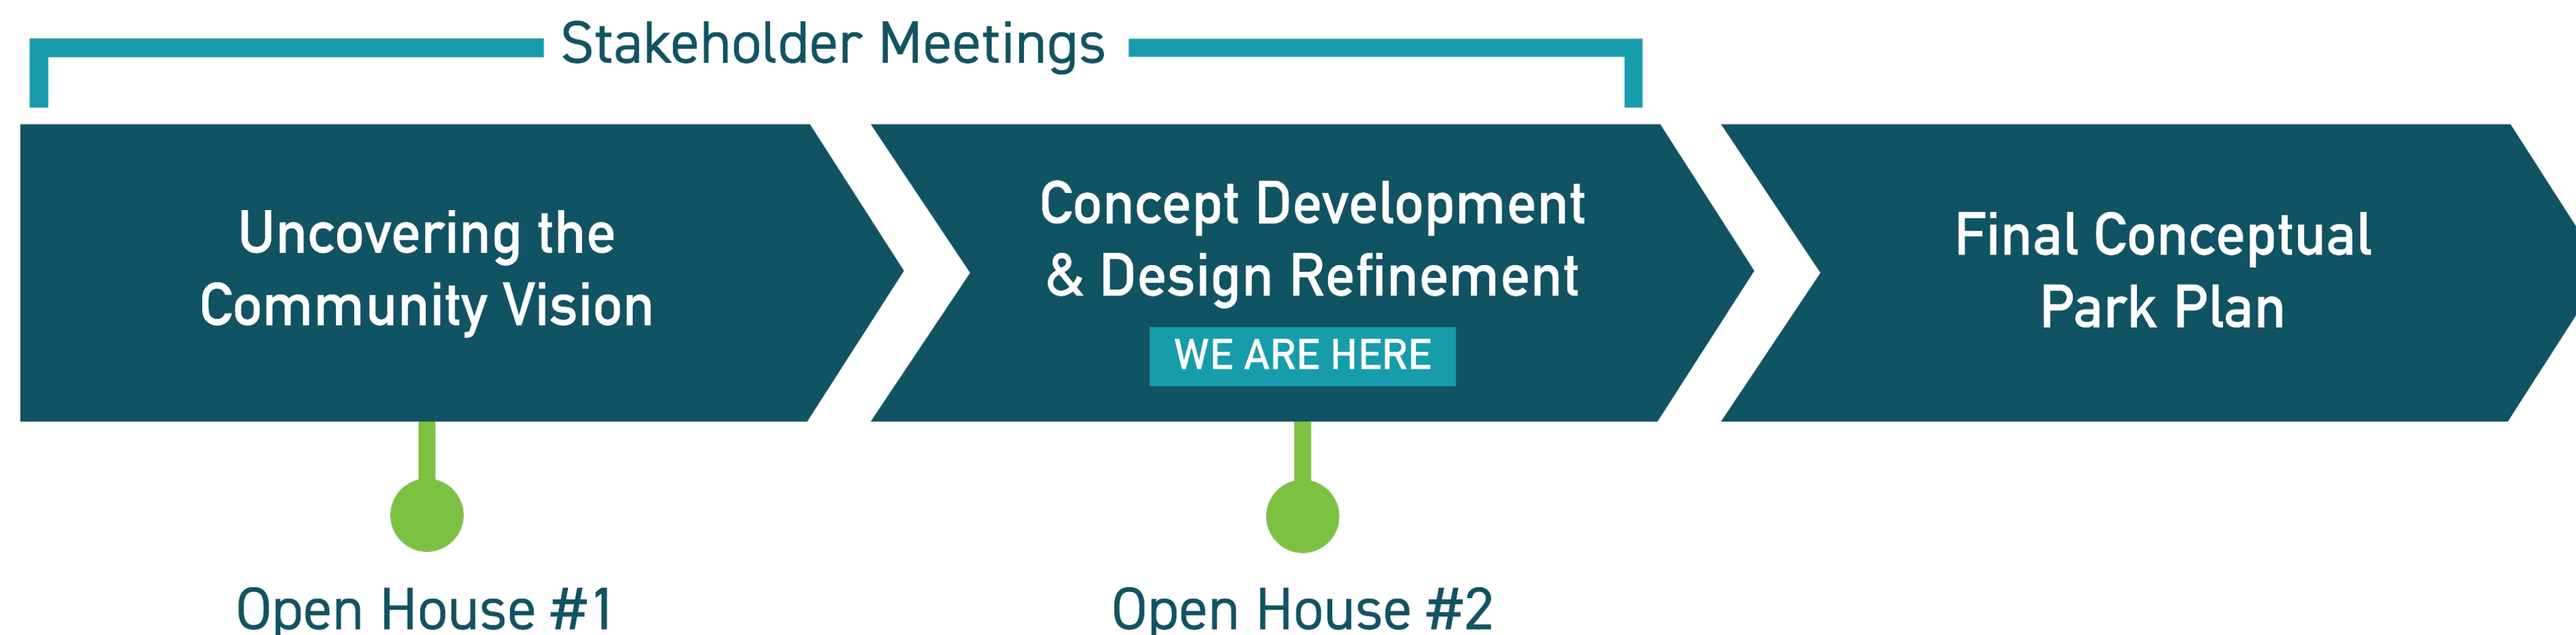 Stakeholder Meetings
Uncovering the
Community Vision
Concept Development
& Design Refinement
WE ARE HERE
Final Conceptual
Park Plan
Open House #1
Open House #2